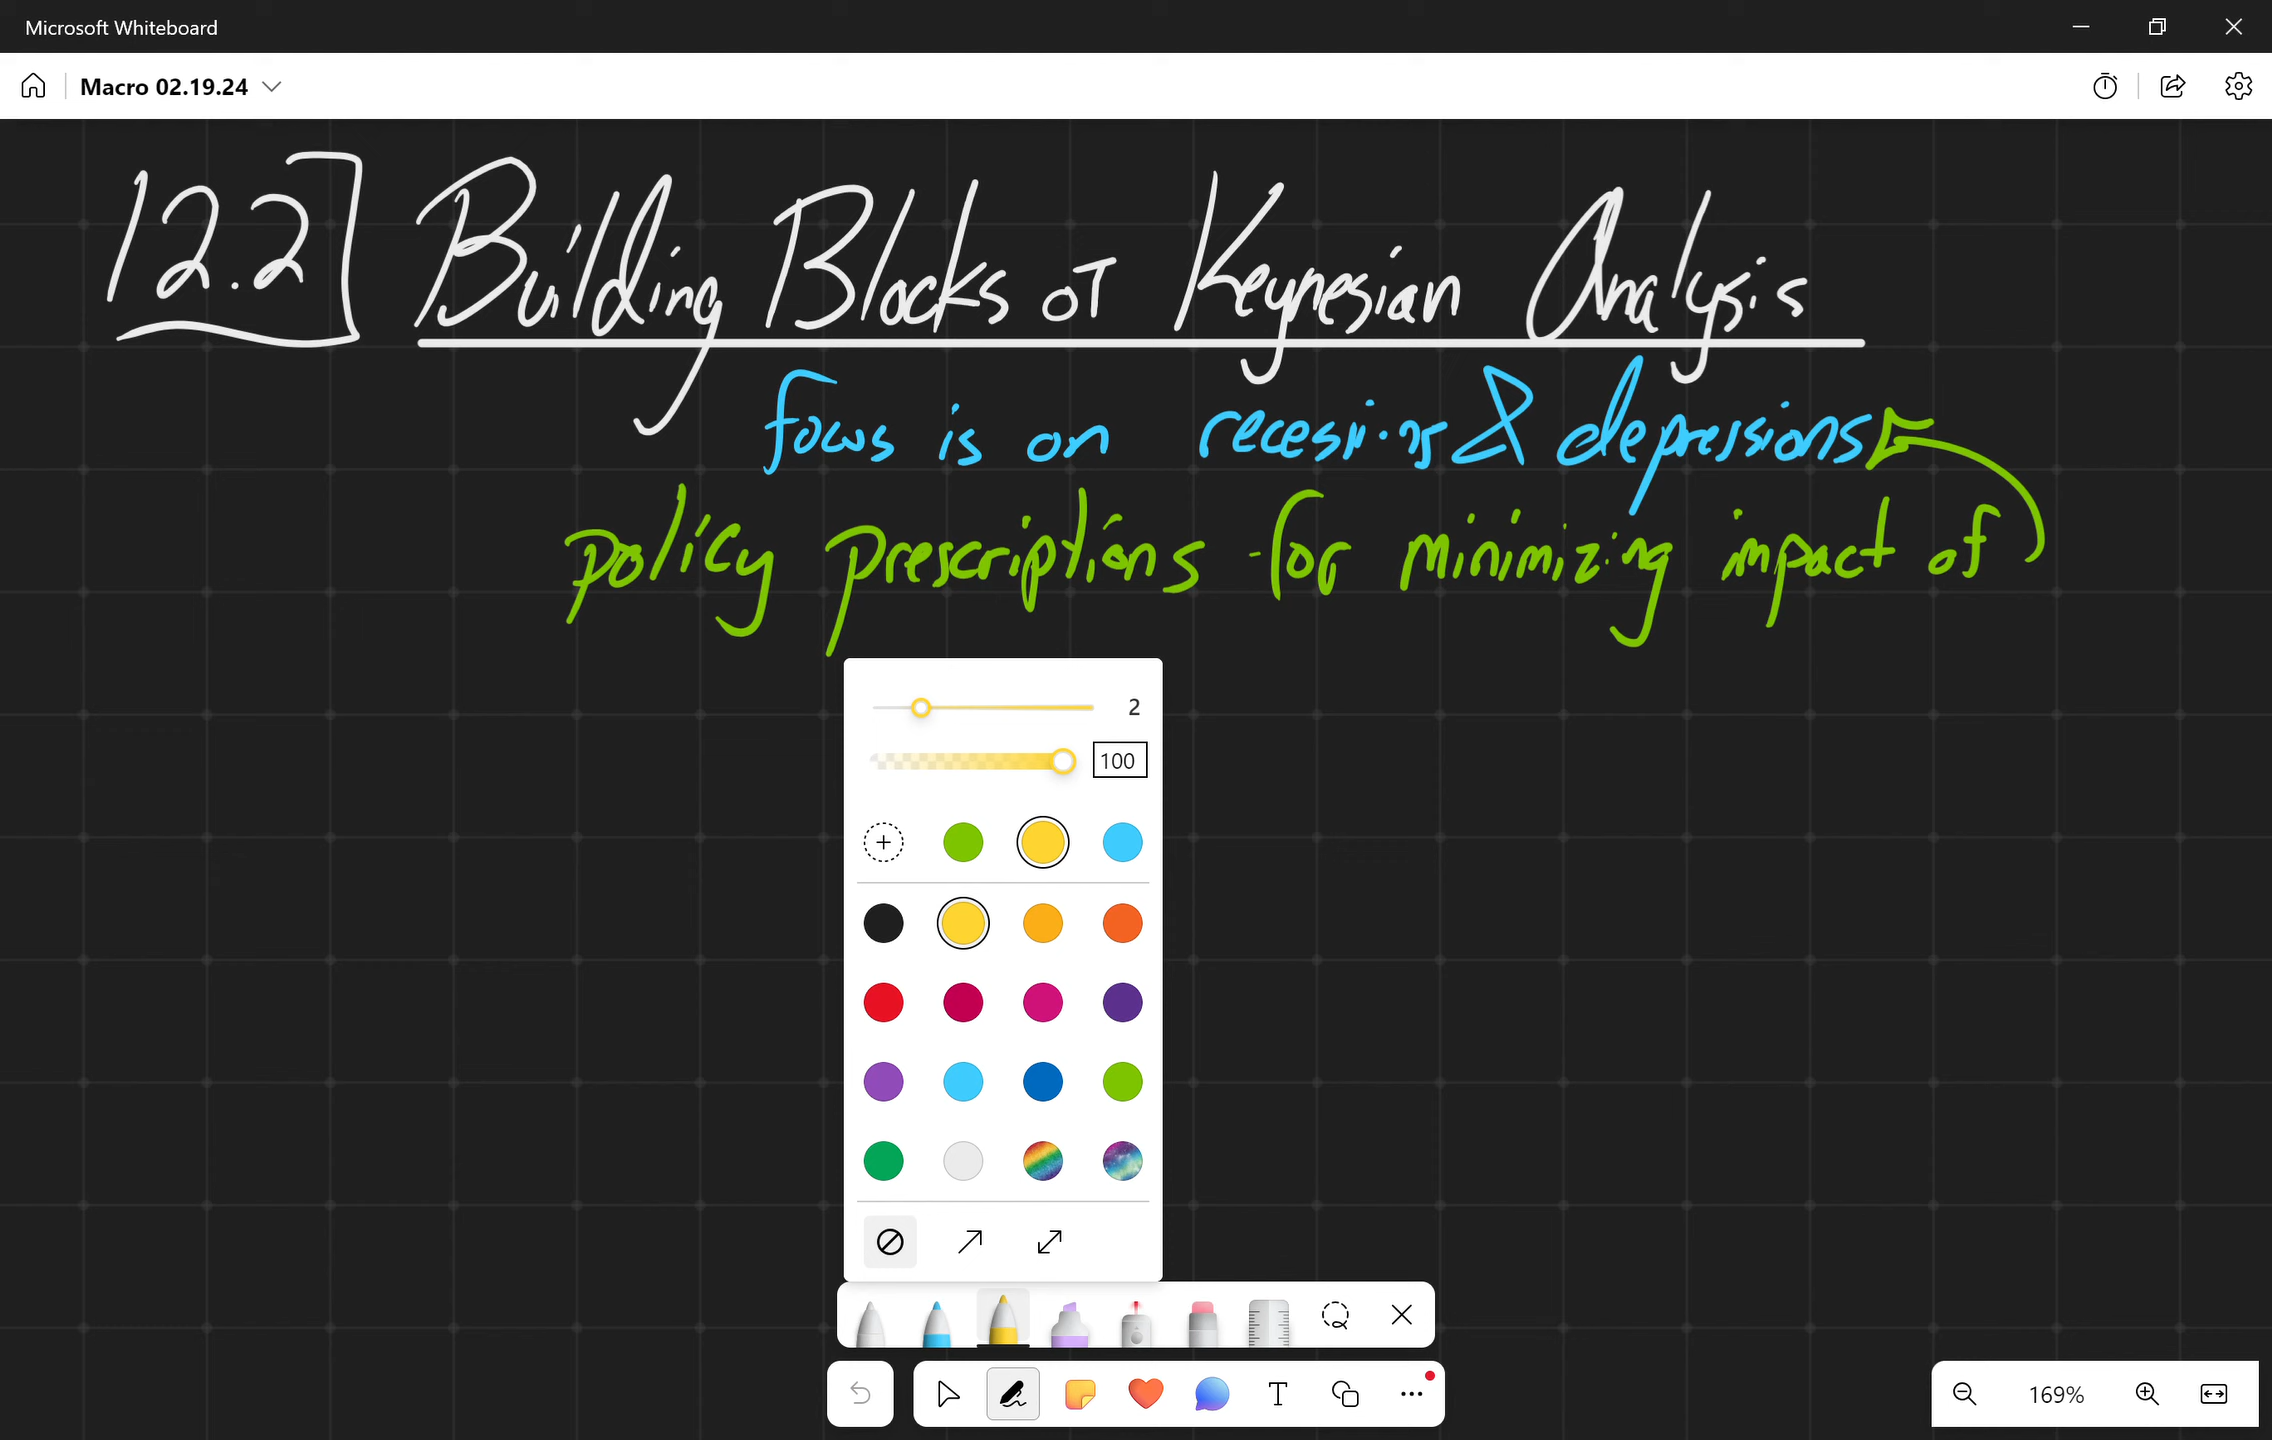 Microsoft Whiteboard
Macro 02.19.24
12.2] Building Blocks of Keynesian Analysis
focus is on recessions & depressions
policy prescriptions for minimizing impact of
2
100
T
169%